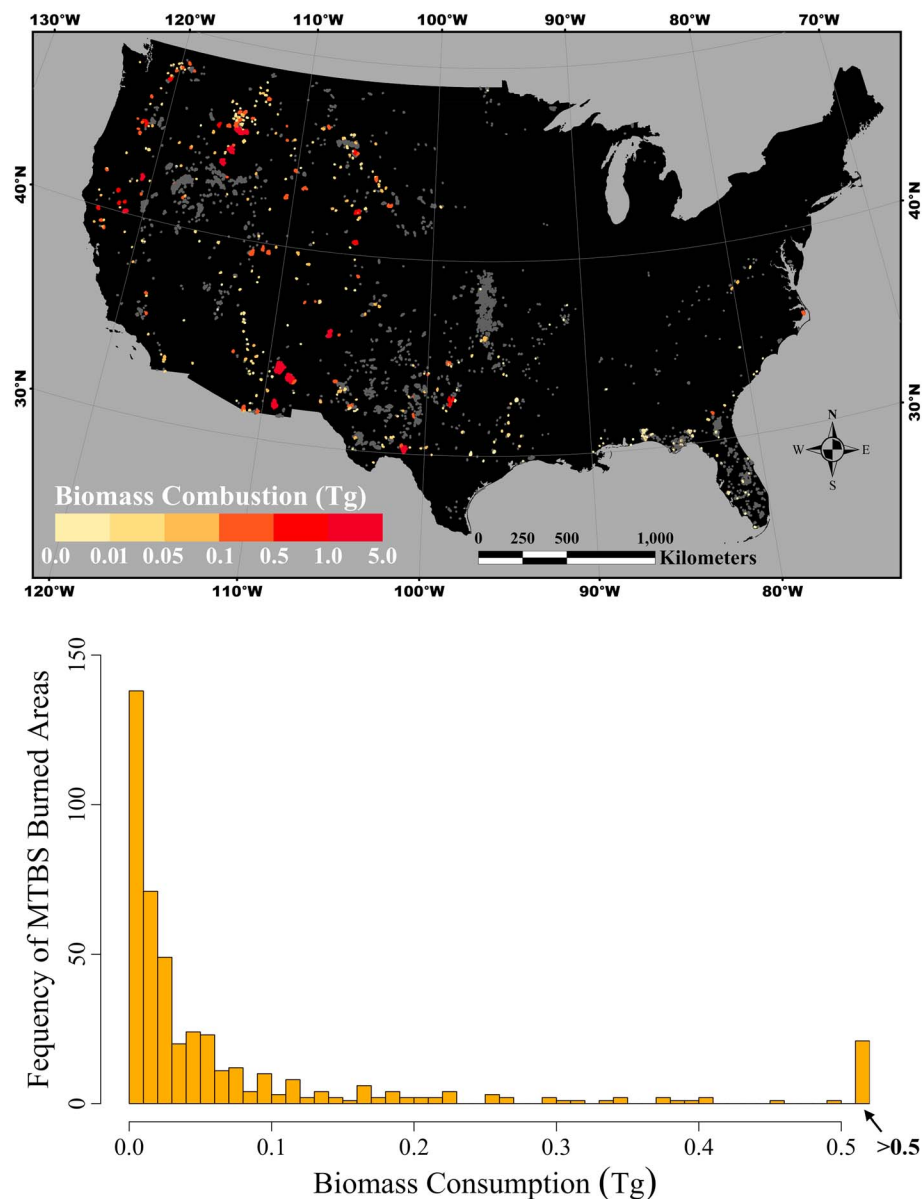 130°W 120°W 110°W 100°W 90°W 80°W 70°W
40°N 40°N
30°N 30°N
N
W E
S
Biomass Combustion (Tg)
0.0 0.01 0.05 0.1 0.5 1.0 5.0
0 250 500 1,000
Kilometers
120°W 110°W 100°W 90°W 80°W
Fequency of MTBS Burned Areas
150
100
50
0
0.0 0.1 0.2 0.3 0.4 0.5 >0.5
Biomass Consumption (Tg)